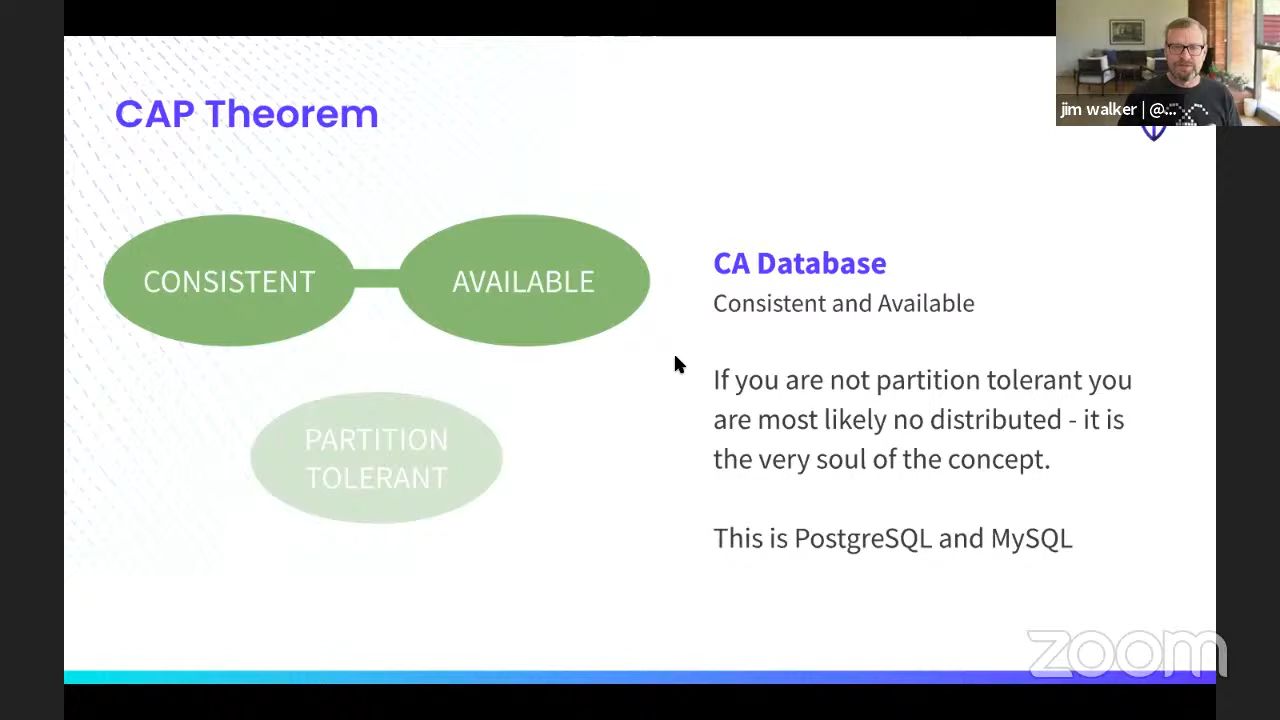 jim walker | @...
CAP Theorem
CONSISTENT
AVAILABLE
PARTITION
TOLERANT
CA Database
Consistent and Available
If you are not partition tolerant you
are most likely no distributed - it is
the very soul of the concept.
This is PostgreSQL and MySQL
zoom